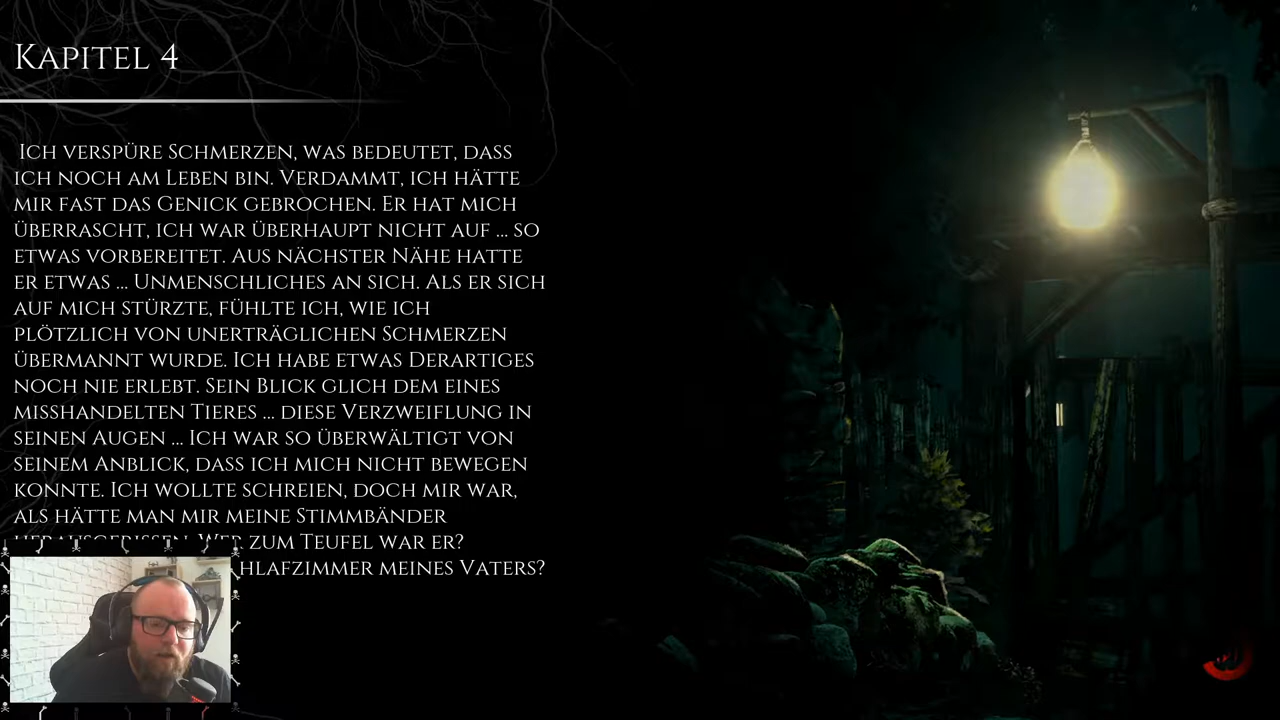 Kapitel 4
Ich verspüre Schmerzen, was bedeutet, dass
ich noch am Leben bin. Verdammt, ich hätte
mir fast das Genick gebrochen. Er hat mich
überrascht, ich war überhaupt nicht auf ... so
etwas vorbereitet. Aus nächster Nähe hatte
er etwas ... Unmenschliches an sich. Als er sich
auf mich stürzte, fühlte ich, wie ich
plötzlich von unerträglichen Schmerzen
übermannt wurde. Ich habe etwas Derartiges
noch nie erlebt. Sein Blick glich dem eines
misshandelten Tieres ... diese Verzweiflung in
seinen Augen ... Ich war so überwältigt von
seinem Anblick, dass ich mich nicht bewegen
konnte. Ich wollte schreien, doch mir war,
als hätte man mir meine Stimmbänder
herausgerissen. Wer zum Teufel war er?
hlafzimmer meines Vaters?